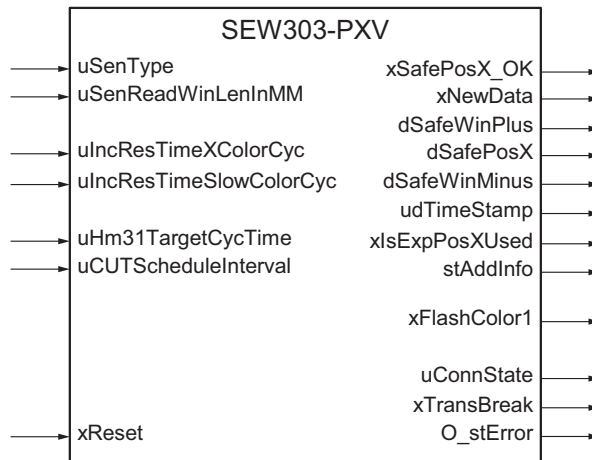 SEW303-PXV
uSenType
uSenReadWinLenInMM
uIncResTimeXColorCyc
uIncResTimeSlowColorCyc
uHm31TargetCycTime
uCUTScheduleInterval
xReset
xSafePosX_OK
xNewData
dSafeWinPlus
dSafePosX
dSafeWinMinus
udTimeStamp
xIsExpPosXUsed
stAddInfo
xFlashColor1
uConnState
xTransBreak
O_stError